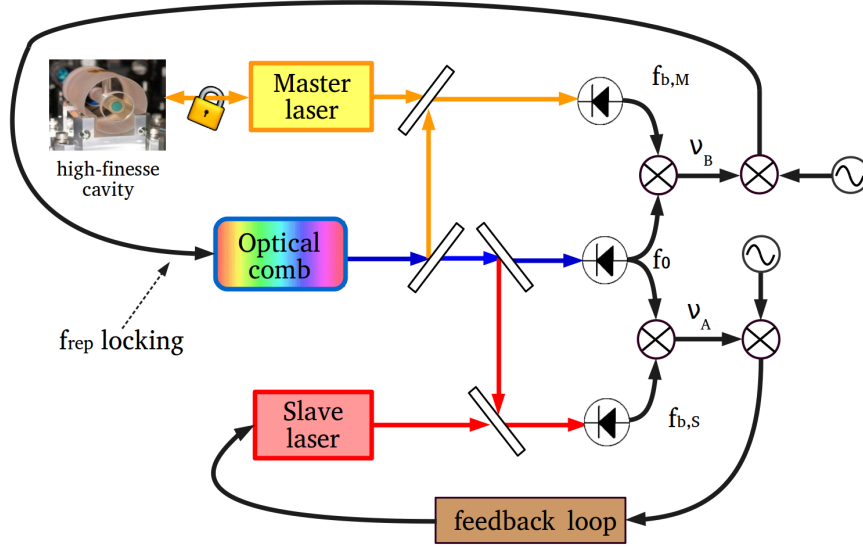 Master
laser
f_b,M
high-finesse
cavity
ν_B
Optical
comb
f_0
f_rep locking
ν_A
Slave
laser
f_b,S
feedback loop